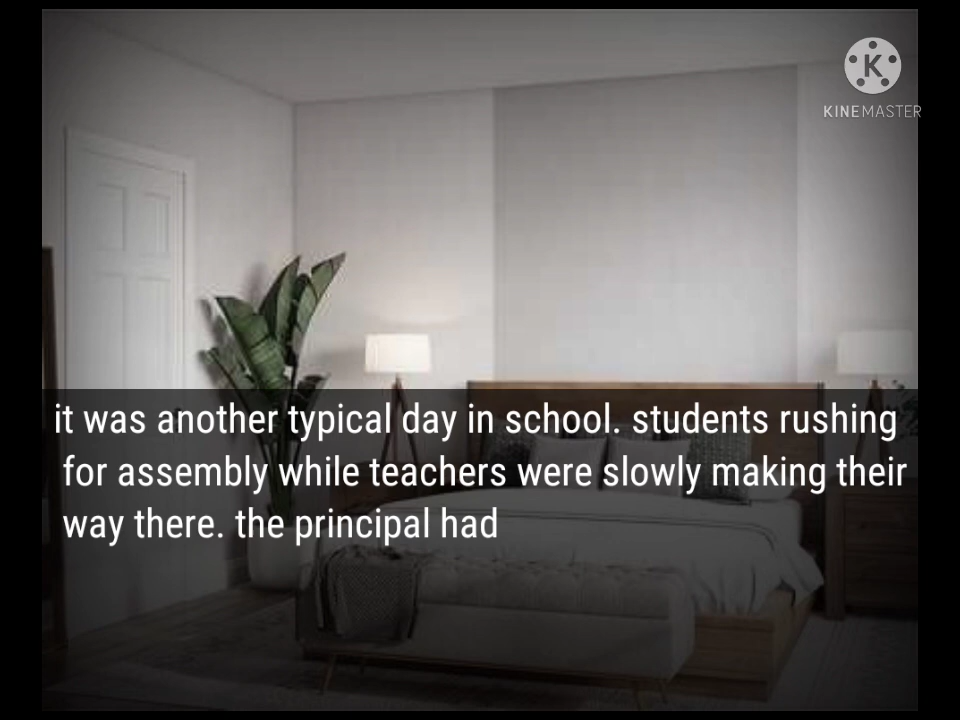 K
KINEMASTER
it was another typical day in school. students rushing
for assembly while teachers were slowly making their
way there. the principal had